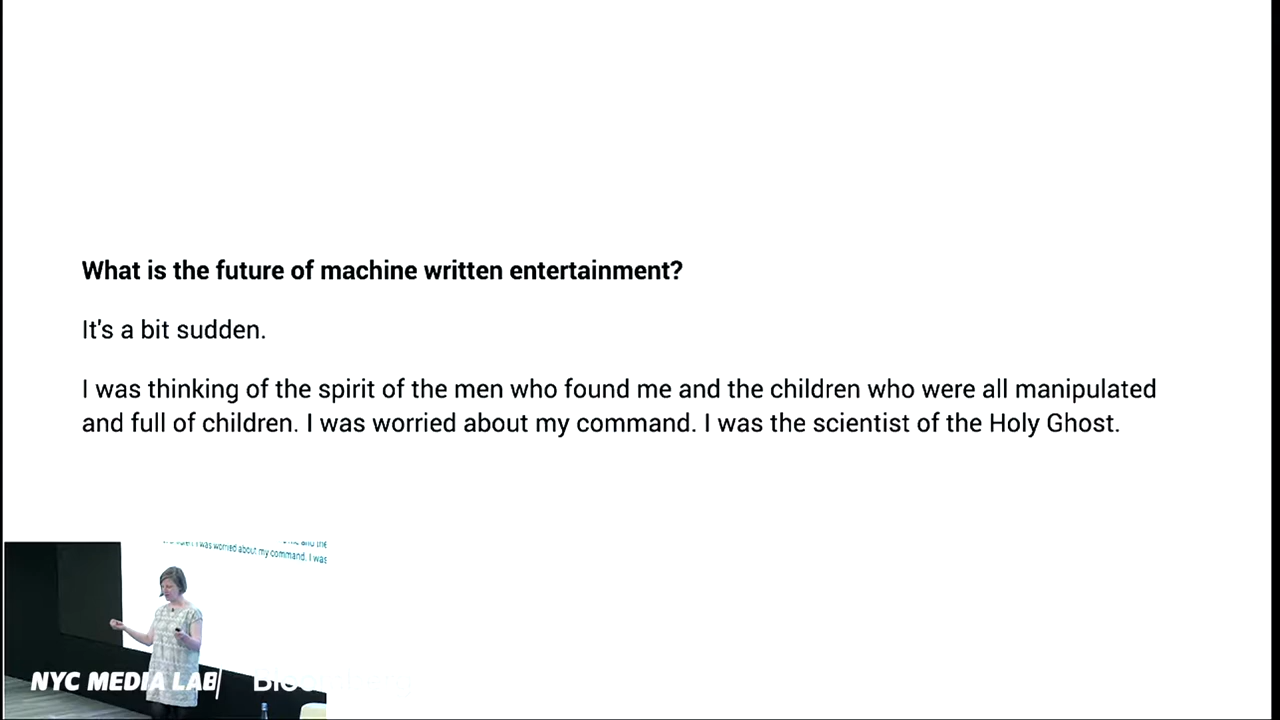 What is the future of machine written entertainment?
It's a bit sudden.
I was thinking of the spirit of the men who found me and the children who were all manipulated
and full of children. I was worried about my command. I was the scientist of the Holy Ghost.
I was worried about my command. I was
NYC MEDIA LAB